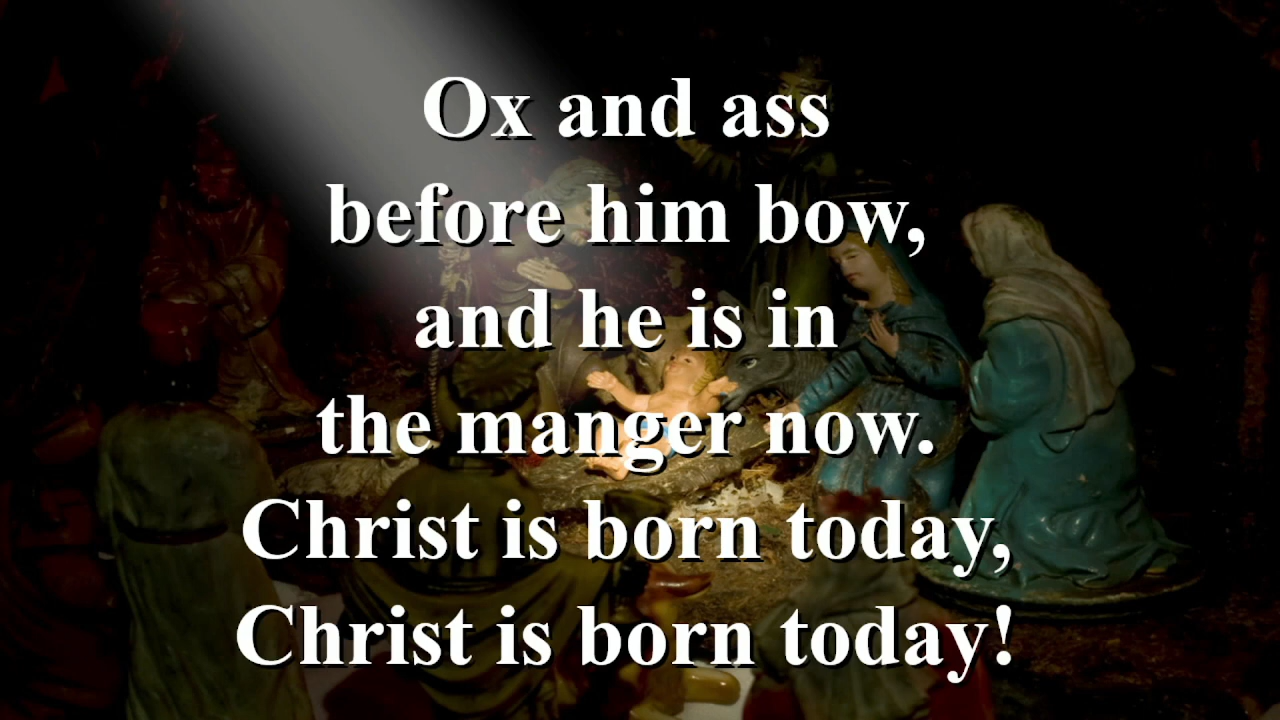 Ox and ass
before him bow,
and he is in
the manger now.
Christ is born today,
Christ is born today!